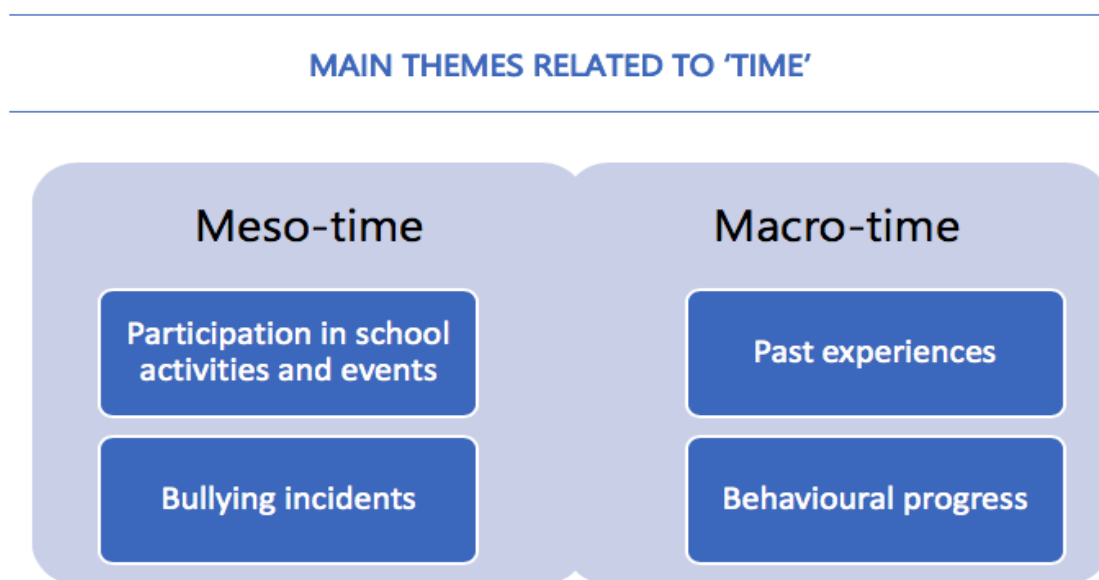 MAIN THEMES RELATED TO ‘TIME’
Meso-time
Participation in school
activities and events
Bullying incidents
Macro-time
Past experiences
Behavioural progress